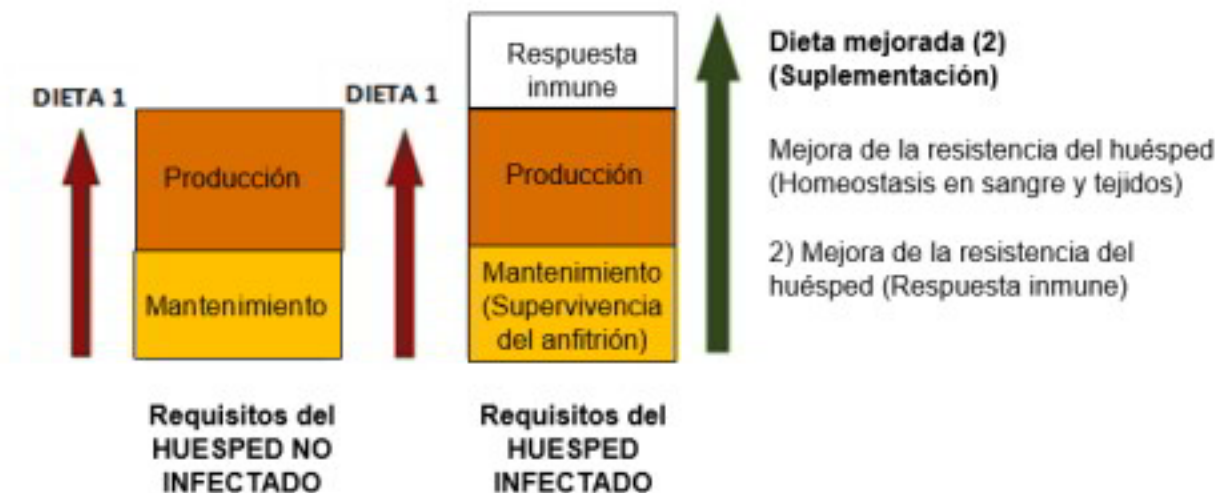 DIETA 1
Producción
Mantenimiento
Requisitos del
HUESPED NO
INFECTADO
DIETA 1
Respuesta
inmune
Producción
Mantenimiento
(Supervivencia
del anfitrión)
Requisitos del
HUESPED
INFECTADO
Dieta mejorada (2)
(Suplementación)
Mejora de la resistencia del huésped
(Homeostasis en sangre y tejidos)
2) Mejora de la resistencia del
huésped (Respuesta inmune)